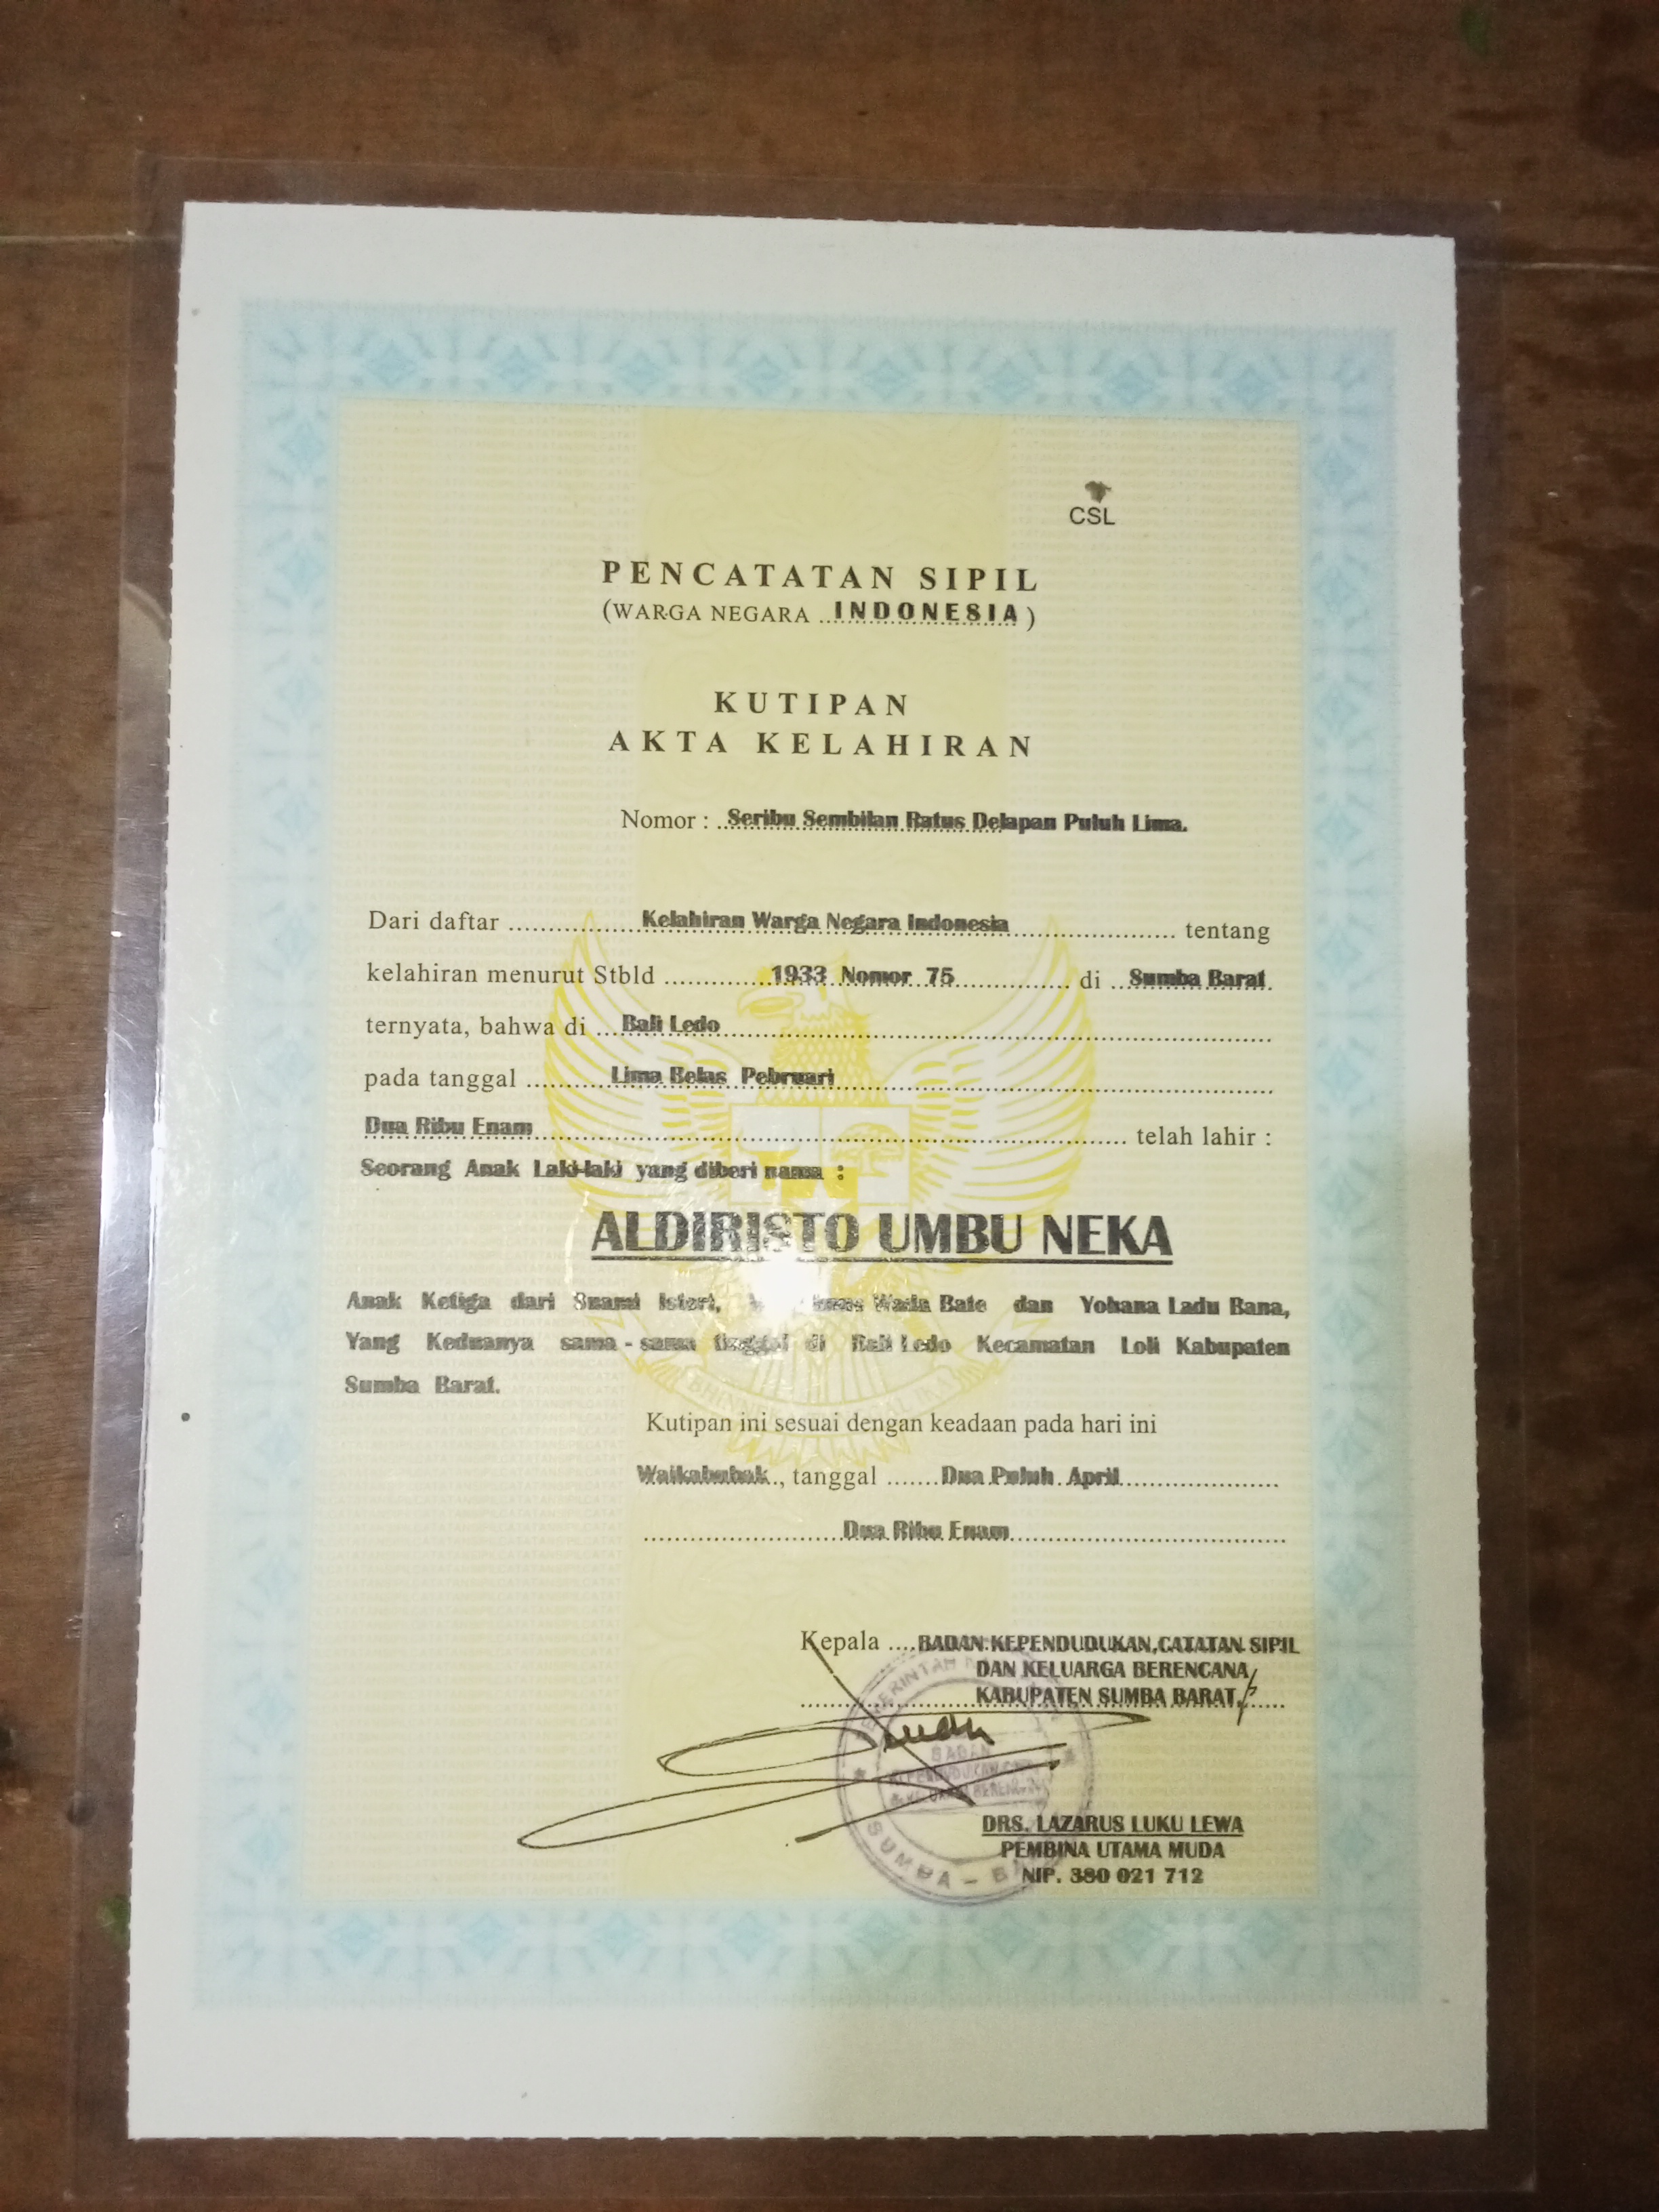 CSL
PENCATATAN SIPIL
(WARGA NEGARA ..INDONESIA)
KUTIPAN
AKTA KELAHIRAN
Nomor : ..Seribu Sembilan Ratus Delapan Puluh Lima.
Dari daftar ........ Kelahiran Warga Negara Indonesia ........ tentang
kelahiran menurut Stbld ........ 1933 Nomor 75 ........ di ..Sumba Barat
ternyata, bahwa di ...Bali Ledo........
pada tanggal ........ Lima Belas Pebruari ........
Dua Ribu Enam ........ telah lahir :
Seorang Anak Laki-laki yang diberi nama :
ALDIRISTO UMBU NEKA
Anak Ketiga dari Suami Isteri, Wada Bate dan Yohana Ladu Bana,
Yang Keduanya sama - sama tinggal di Bali Ledo Kecamatan Loli Kabupaten
Sumba Barat.
Kutipan ini sesuai dengan keadaan pada hari ini
Waikabubak.., tanggal .......Dua Puluh April........
........Dua Ribu Enam........
Kepala ....BADAN KEPENDUDUKAN,CATATAN SIPIL
DAN KELUARGA BERENCANA
KABUPATEN SUMBA BARAT,
BADAN
SUMBA -
DRS. LAZARUS LUKU LEWA
PEMBINA UTAMA MUDA
NIP. 380 021 712